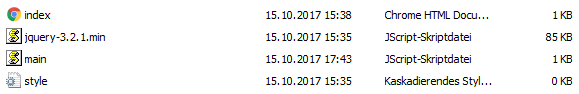 index 15.10.2017 15:38 Chrome HTML Docu... 1 KB
jquery-3.2.1.min 15.10.2017 15:35 JScript-Skriptdatei 85 KB
main 15.10.2017 17:43 JScript-Skriptdatei 1 KB
style 15.10.2017 15:35 Kaskadierendes Styl... 0 KB